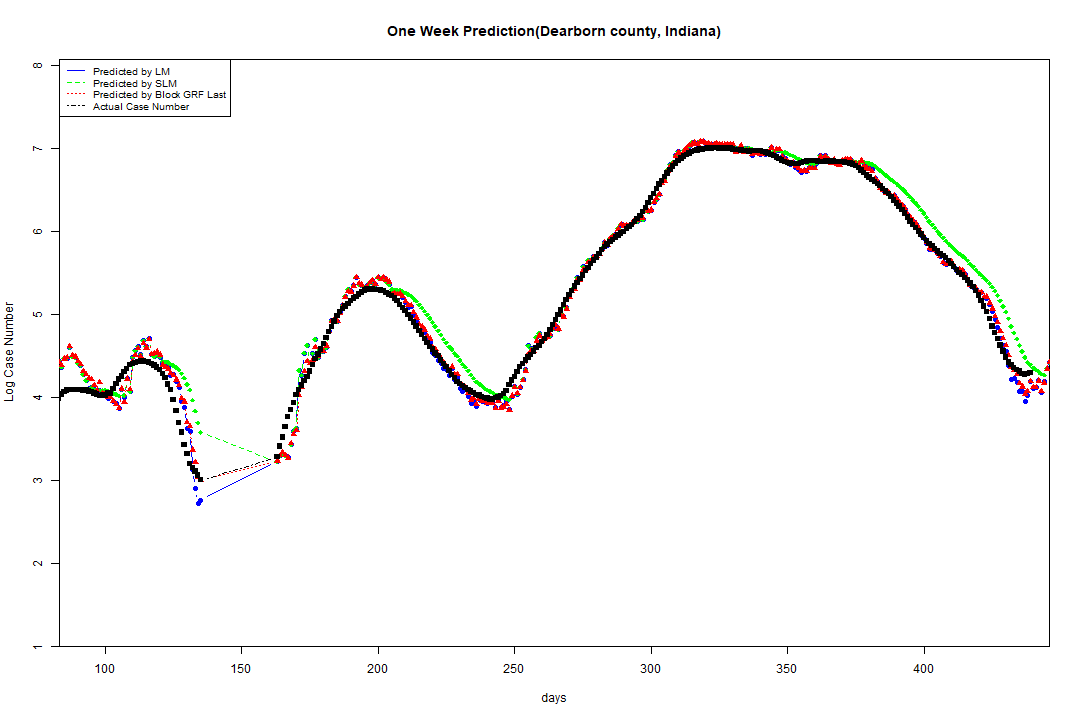 One Week Prediction(Dearborn county, Indiana)
Predicted by LM
Predicted by SLM
Predicted by Block GRF Last
Actual Case Number
Log Case Number
8
7
6
5
4
3
2
1
100 150 200 250 300 350 400
days